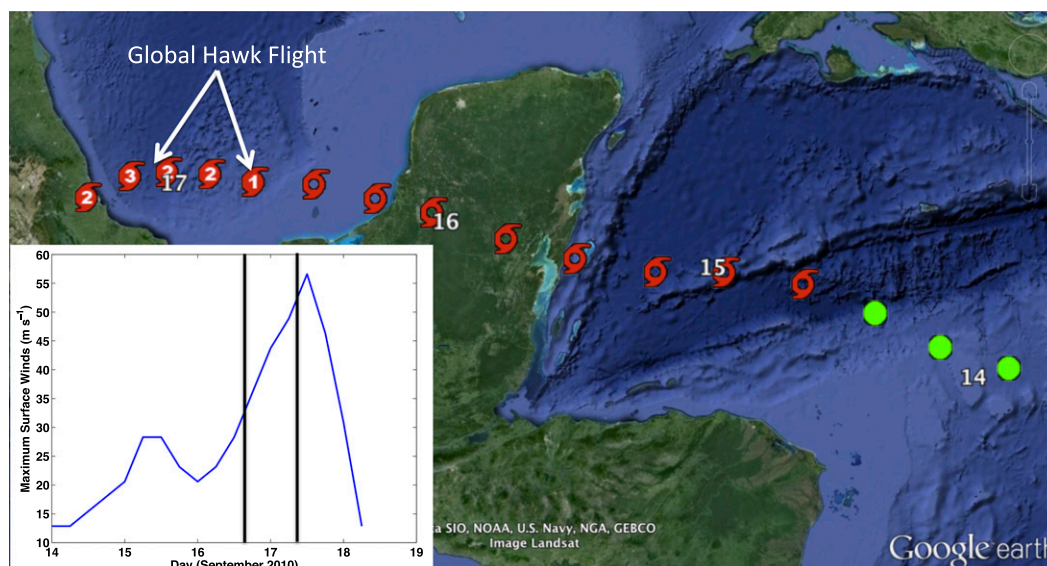 Global Hawk Flight
3
17
2
1
2
16
15
14
60
55
50
45
40
35
30
25
20
15
10
Maximum Surface Winds (m s⁻¹)
14 15 16 17 18 19
Day (September 2010)
a SIO, NOAA, U.S. Navy, NGA, GEBCO
Image Landsat
Google earth